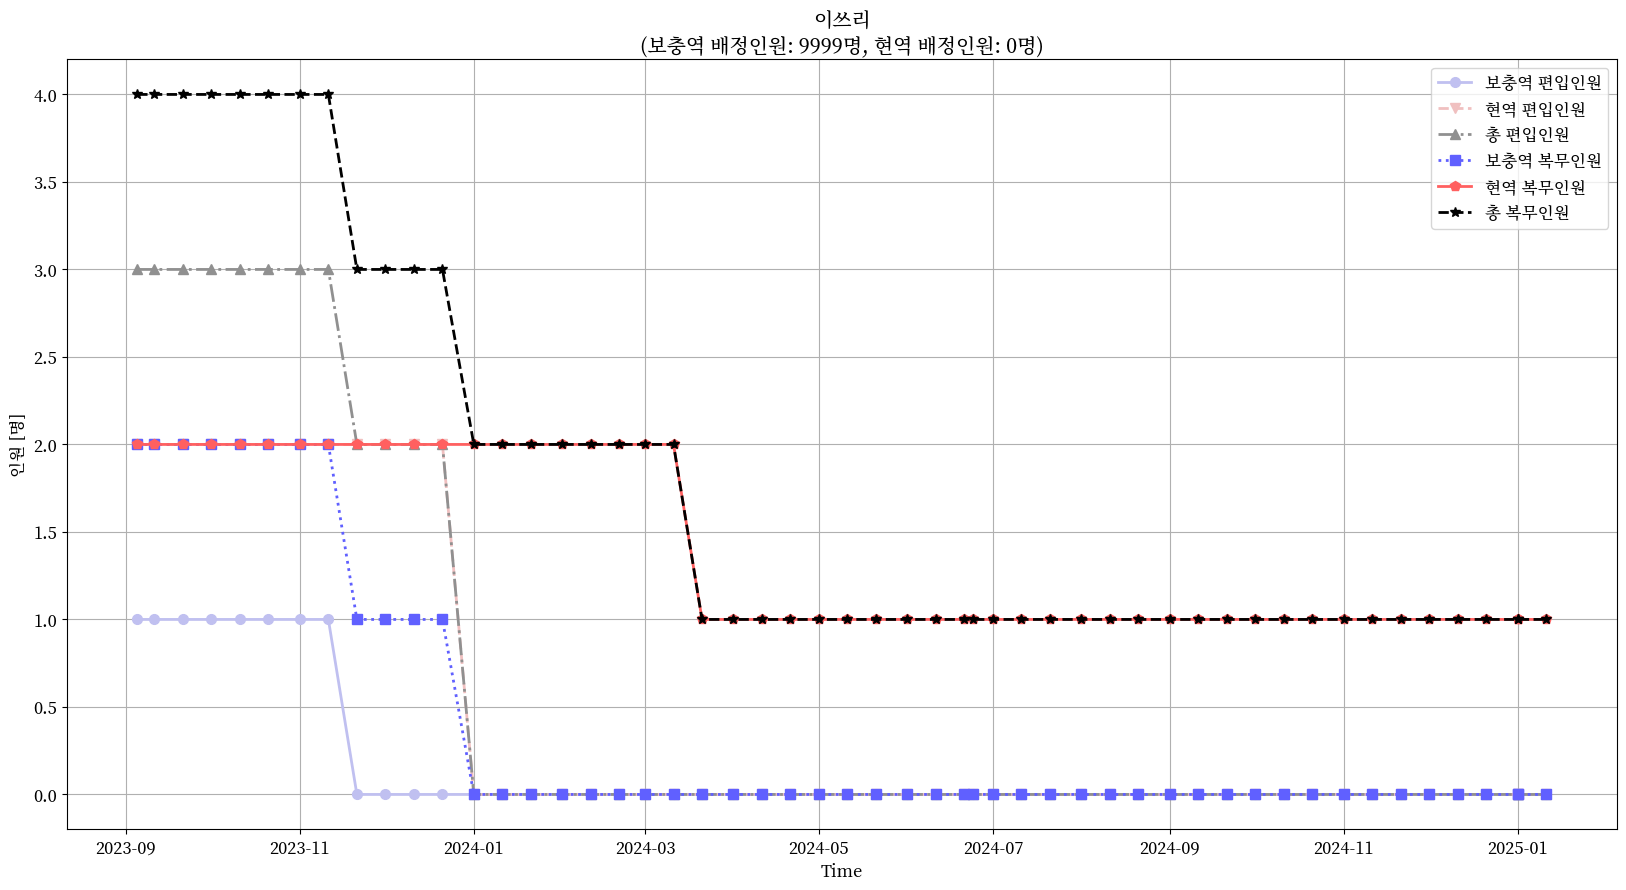 이쓰리
(보충역 배정인원: 9999명, 현역 배정인원: 0명)
보충역 편입인원
현역 편입인원
총 편입인원
보충역 복무인원
현역 복무인원
총 복무인원
인원 [명]
4.0
3.5
3.0
2.5
2.0
1.5
1.0
0.5
0.0
2023-09 2023-11 2024-01 2024-03 2024-05 2024-07 2024-09 2024-11 2025-01
Time